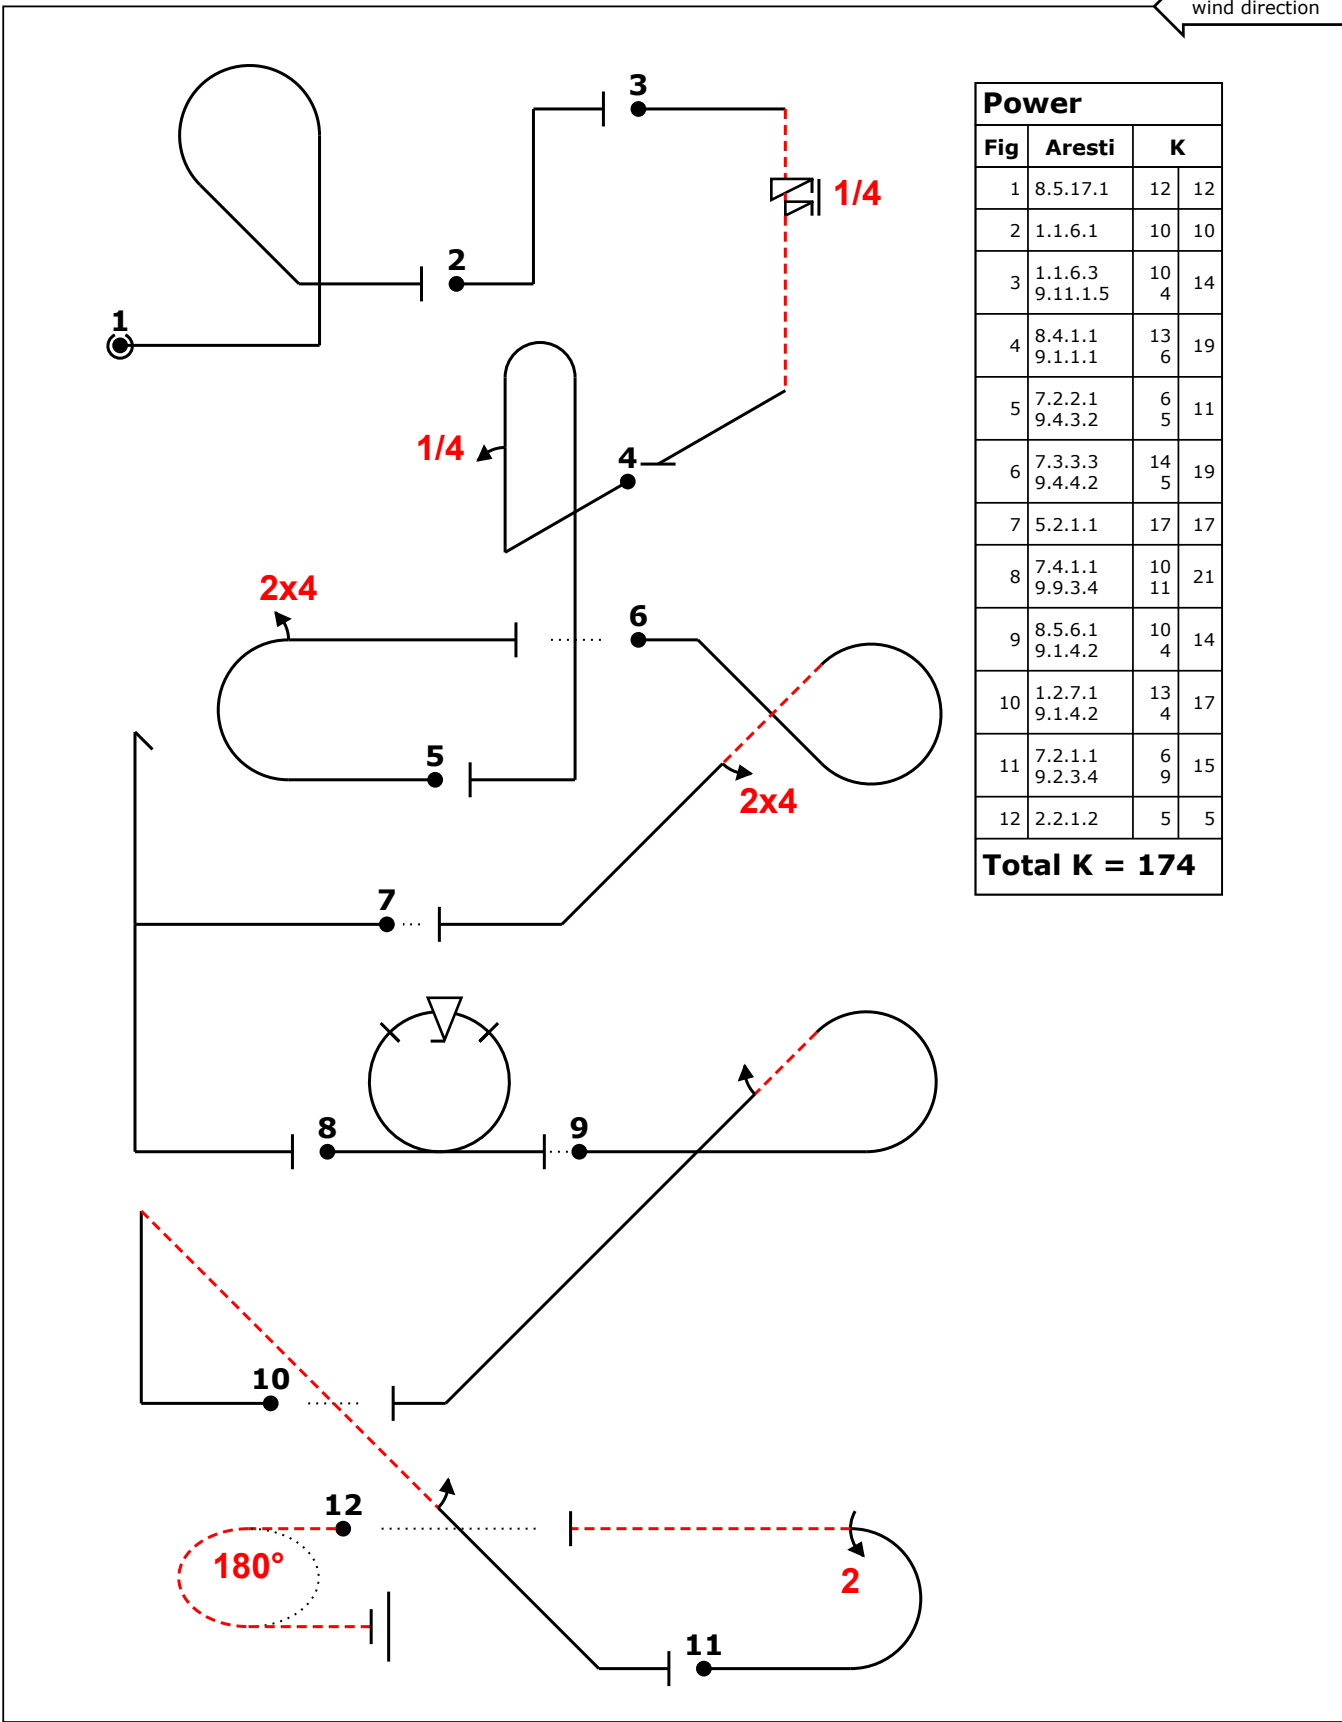 wind direction
3
1/4
2
1
4
1/4
2x4
6
5
2x4
7
8
9
10
12
180°
2
11
Power
Fig Aresti K
1 8.5.17.1 12 12
2 1.1.6.1 10 10
3 1.1.6.3 10 14
9.11.1.5 4
4 8.4.1.1 13 19
9.1.1.1 6
5 7.2.2.1 6 11
9.4.3.2 5
6 7.3.3.3 14 19
9.4.4.2 5
7 5.2.1.1 17 17
8 7.4.1.1 10 21
9.9.3.4 11
9 8.5.6.1 10 14
9.1.4.2 4
10 1.2.7.1 13 17
9.1.4.2 4
11 7.2.1.1 6 15
9.2.3.4 9
12 2.2.1.2 5 5
Total K = 174